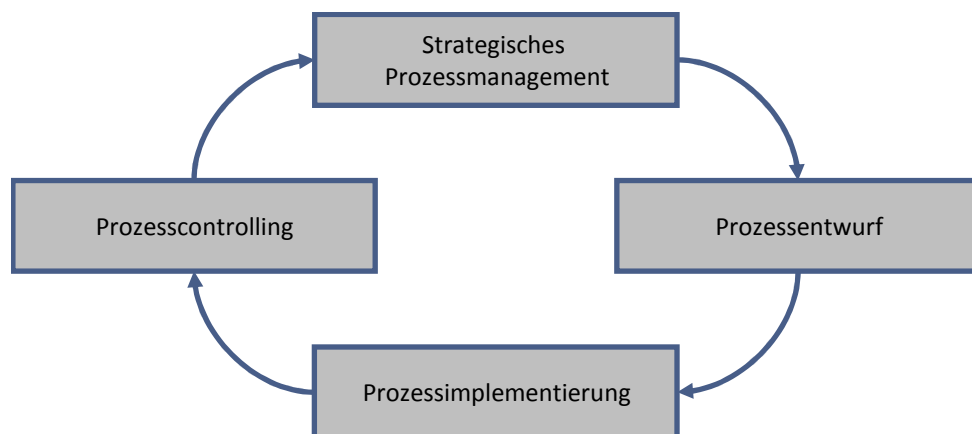 Strategisches
Prozessmanagement
Prozesscontrolling
Prozessentwurf
Prozessimplementierung